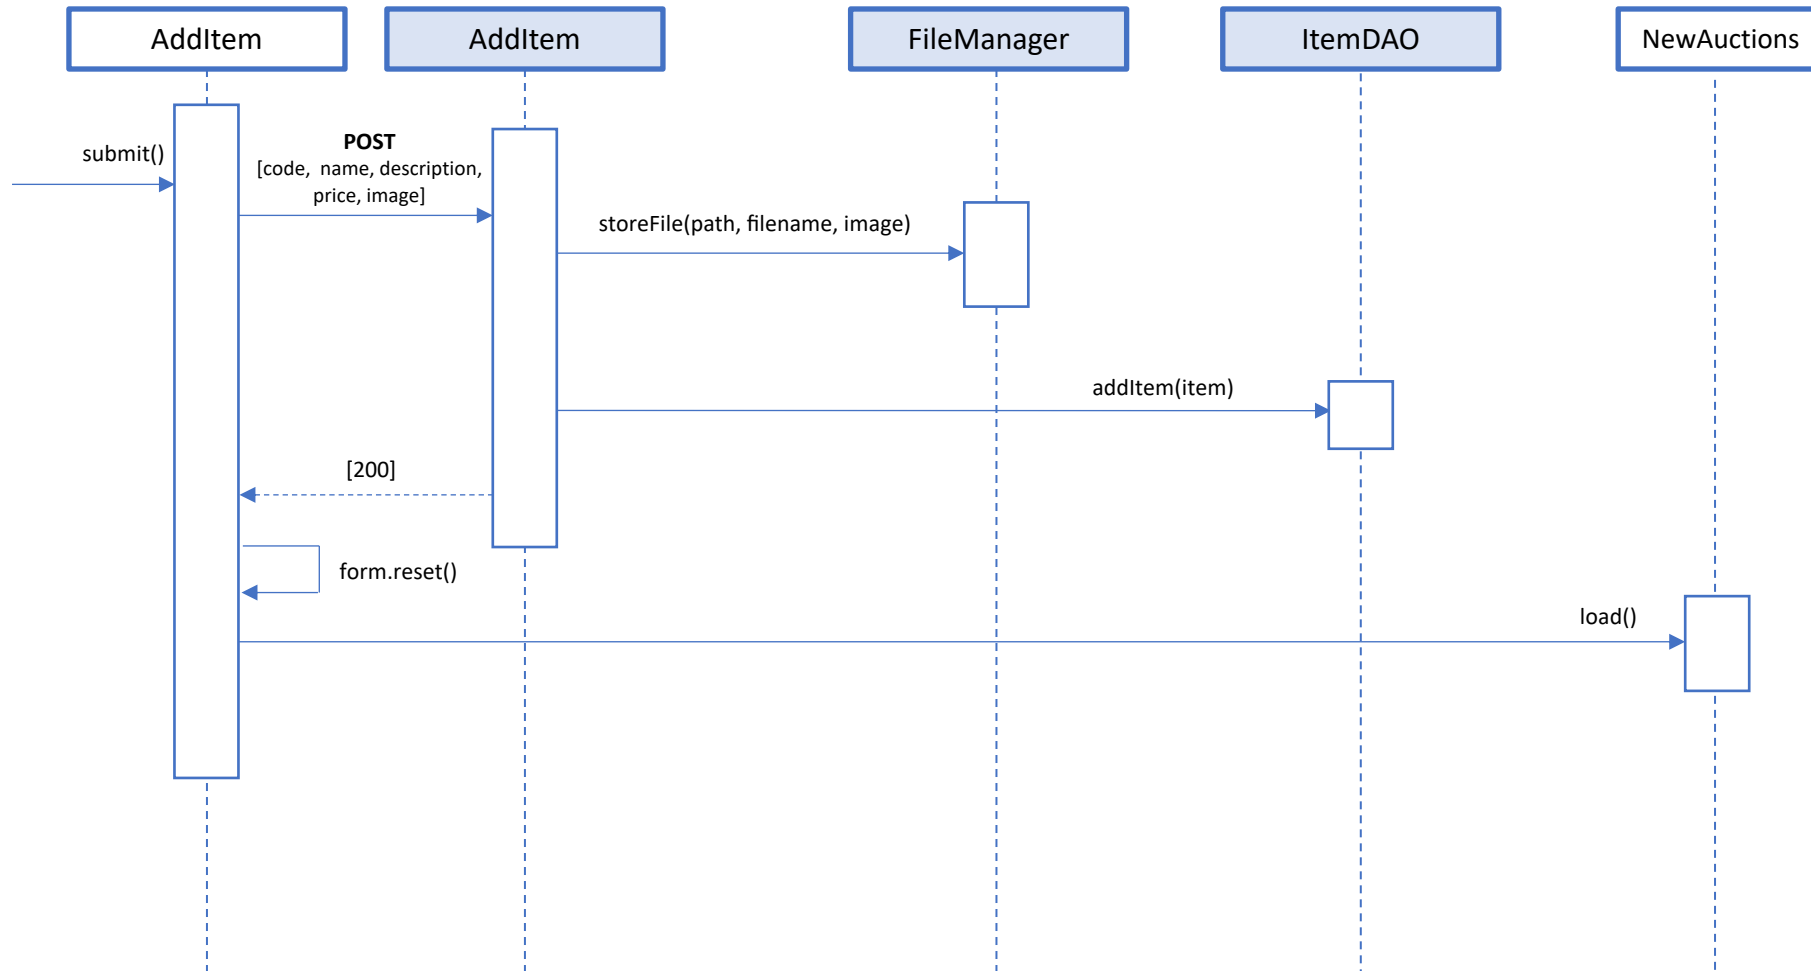 AddItem
AddItem
FileManager
ItemDAO
NewAuctions
submit()
POST
[code, name, description,
price, image]
storeFile(path, filename, image)
addItem(item)
[200]
form.reset()
load()